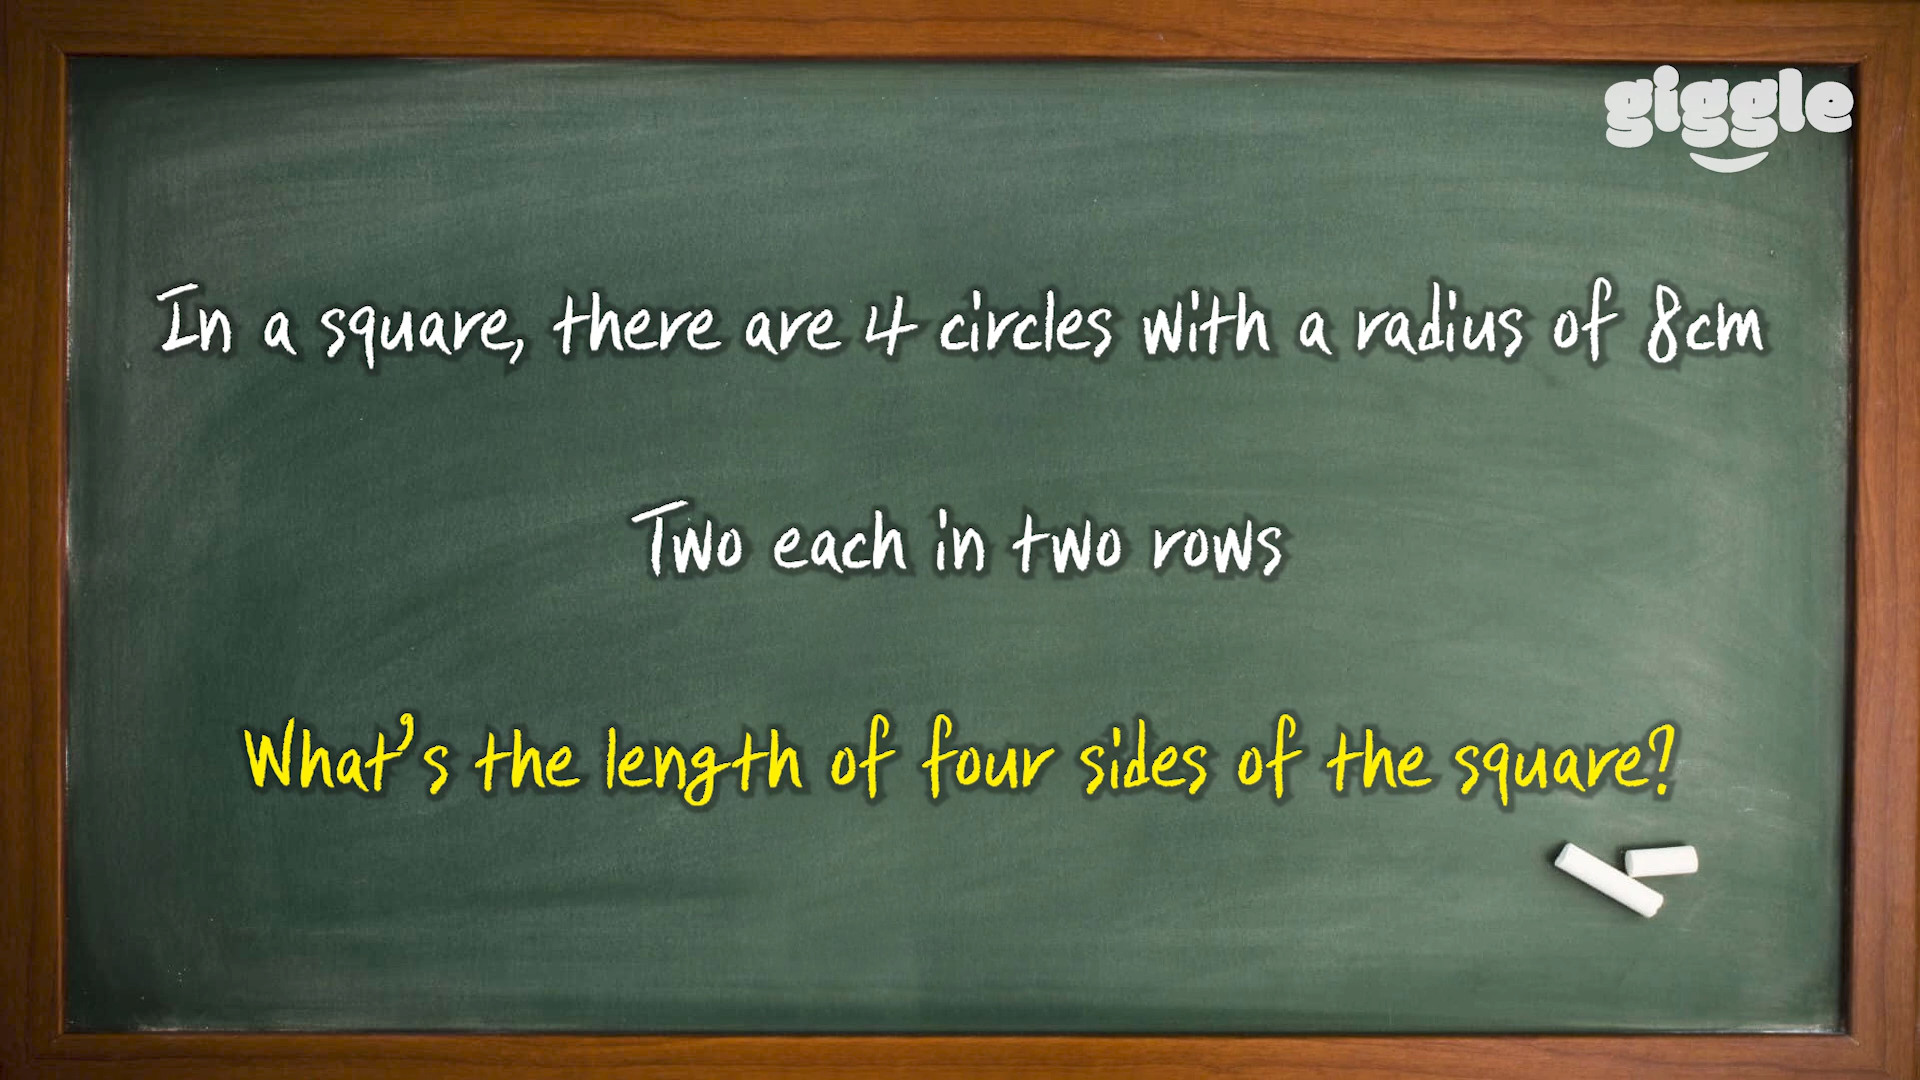 giggle
In a square, there are 4 circles with a radius of 8cm
Two each in two rows
What's the length of four sides of the square?